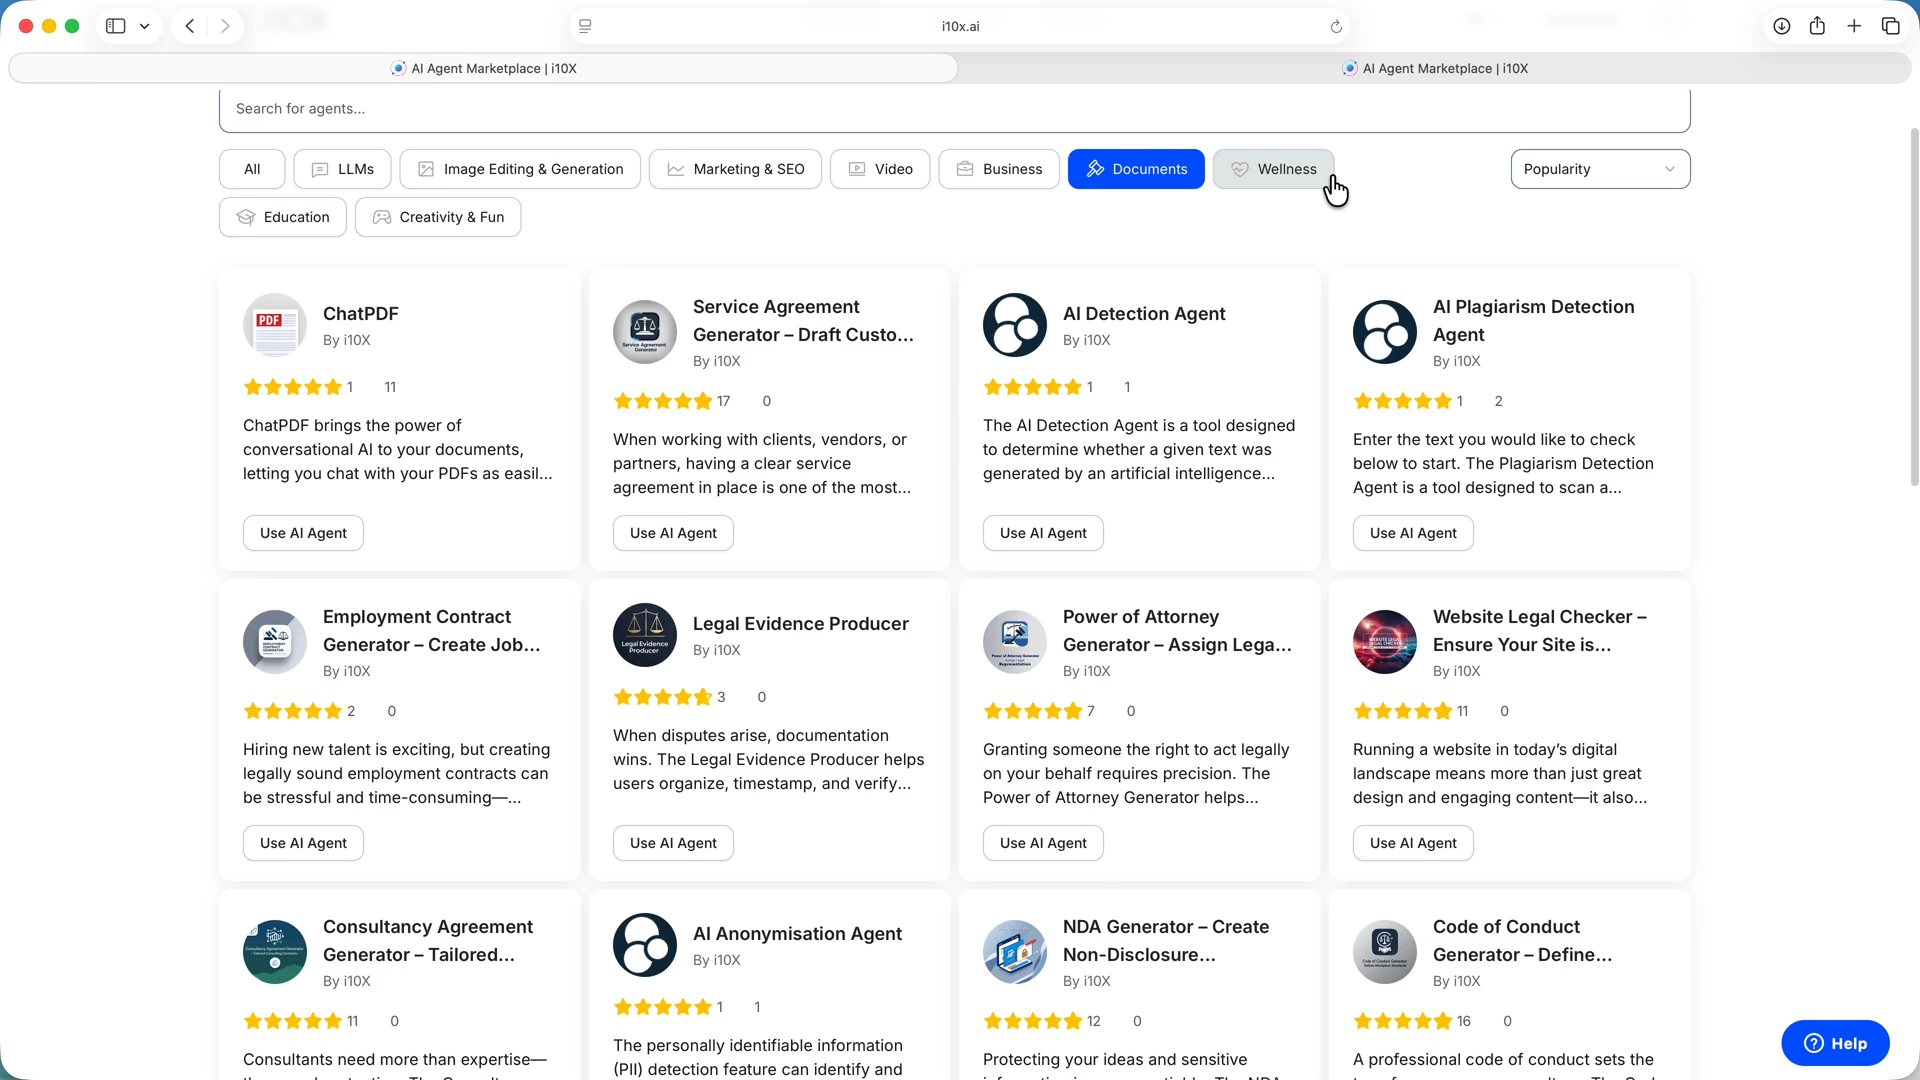 i10x.ai
AI Agent Marketplace | i10X
AI Agent Marketplace | i10X
Search for agents...
All
LLMs
Image Editing & Generation
Marketing & SEO
Video
Business
Documents
Wellness
Popularity
Education
Creativity & Fun
ChatPDF
By i10X
1 11
ChatPDF brings the power of
conversational AI to your documents,
letting you chat with your PDFs as easil...
Use AI Agent
Service Agreement
Generator – Draft Custo...
By i10X
17 0
When working with clients, vendors, or
partners, having a clear service
agreement in place is one of the most...
Use AI Agent
AI Detection Agent
By i10X
1 1
The AI Detection Agent is a tool designed
to determine whether a given text was
generated by an artificial intelligence...
Use AI Agent
AI Plagiarism Detection
Agent
By i10X
1 2
Enter the text you would like to check
below to start. The Plagiarism Detection
Agent is a tool designed to scan a...
Use AI Agent
Employment Contract
Generator – Create Job...
By i10X
2 0
Hiring new talent is exciting, but creating
legally sound employment contracts can
be stressful and time-consuming—...
Use AI Agent
Legal Evidence Producer
By i10X
3 0
When disputes arise, documentation
wins. The Legal Evidence Producer helps
users organize, timestamp, and verify...
Use AI Agent
Power of Attorney
Generator – Assign Lega...
By i10X
7 0
Granting someone the right to act legally
on your behalf requires precision. The
Power of Attorney Generator helps...
Use AI Agent
Website Legal Checker –
Ensure Your Site is...
By i10X
11 0
Running a website in today’s digital
landscape means more than just great
design and engaging content—it also...
Use AI Agent
Consultancy Agreement
Generator – Tailored...
By i10X
11 0
Consultants need more than expertise—
AI Anonymisation Agent
By i10X
1 1
The personally identifiable information
(PII) detection feature can identify and
NDA Generator – Create
Non-Disclosure...
By i10X
12 0
Protecting your ideas and sensitive
Code of Conduct
Generator – Define...
By i10X
16 0
A professional code of conduct sets the
Help